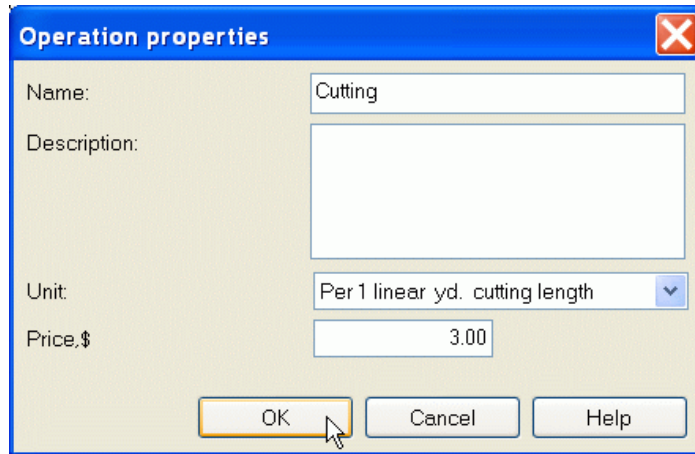 Operation properties
Name: Cutting
Description:
Unit: Per 1 linear yd. cutting length
Price,$ 3.00
OK Cancel Help